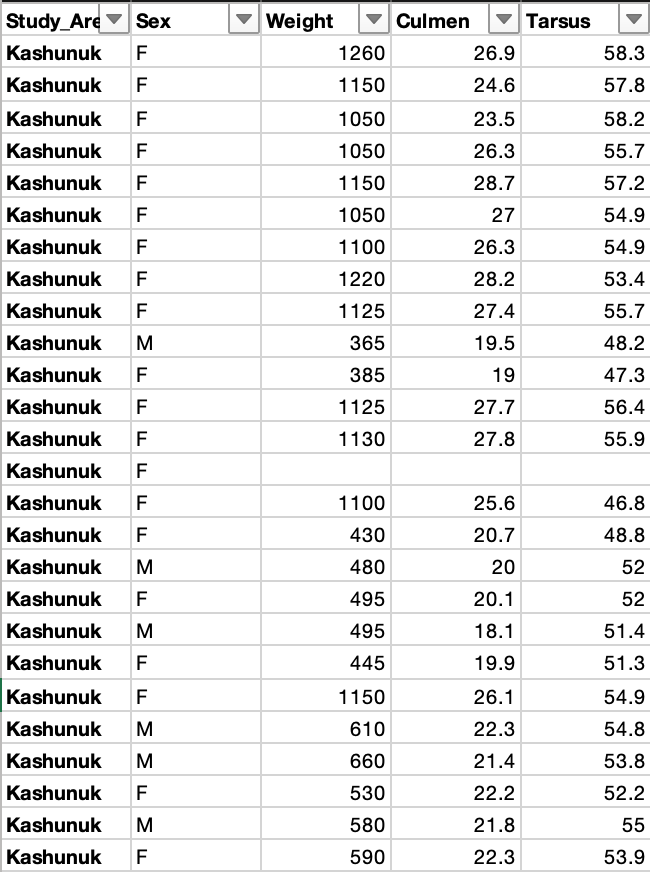 Study_Are Sex Weight Culmen Tarsus
Kashunuk F 1260 26.9 58.3
Kashunuk F 1150 24.6 57.8
Kashunuk F 1050 23.5 58.2
Kashunuk F 1050 26.3 55.7
Kashunuk F 1150 28.7 57.2
Kashunuk F 1050 27 54.9
Kashunuk F 1100 26.3 54.9
Kashunuk F 1220 28.2 53.4
Kashunuk F 1125 27.4 55.7
Kashunuk M 365 19.5 48.2
Kashunuk F 385 19 47.3
Kashunuk F 1125 27.7 56.4
Kashunuk F 1130 27.8 55.9
Kashunuk F
Kashunuk F 1100 25.6 46.8
Kashunuk F 430 20.7 48.8
Kashunuk M 480 20 52
Kashunuk F 495 20.1 52
Kashunuk M 495 18.1 51.4
Kashunuk F 445 19.9 51.3
Kashunuk F 1150 26.1 54.9
Kashunuk M 610 22.3 54.8
Kashunuk M 660 21.4 53.8
Kashunuk F 530 22.2 52.2
Kashunuk M 580 21.8 55
Kashunuk F 590 22.3 53.9